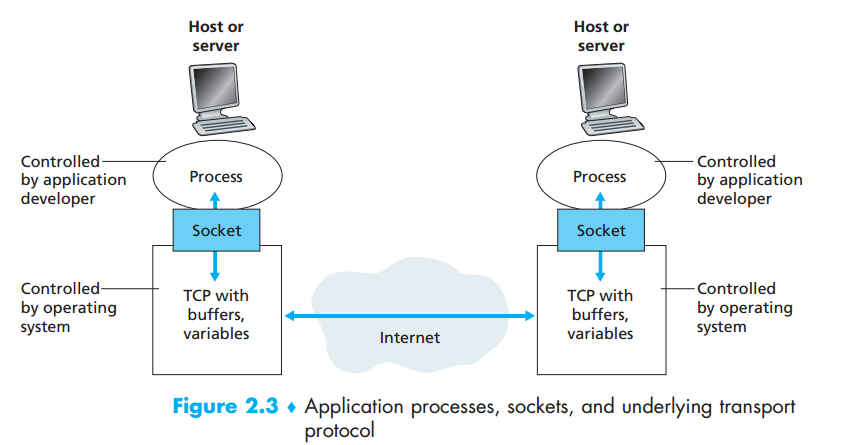 Host or
server
Host or
server
Controlled
by application
developer
Process
Process
Controlled
by application
developer
Socket
Socket
Controlled
by operating
system
TCP with
buffers,
variables
Internet
TCP with
buffers,
variables
Controlled
by operating
system
Figure 2.3 ♦ Application processes, sockets, and underlying transport
protocol